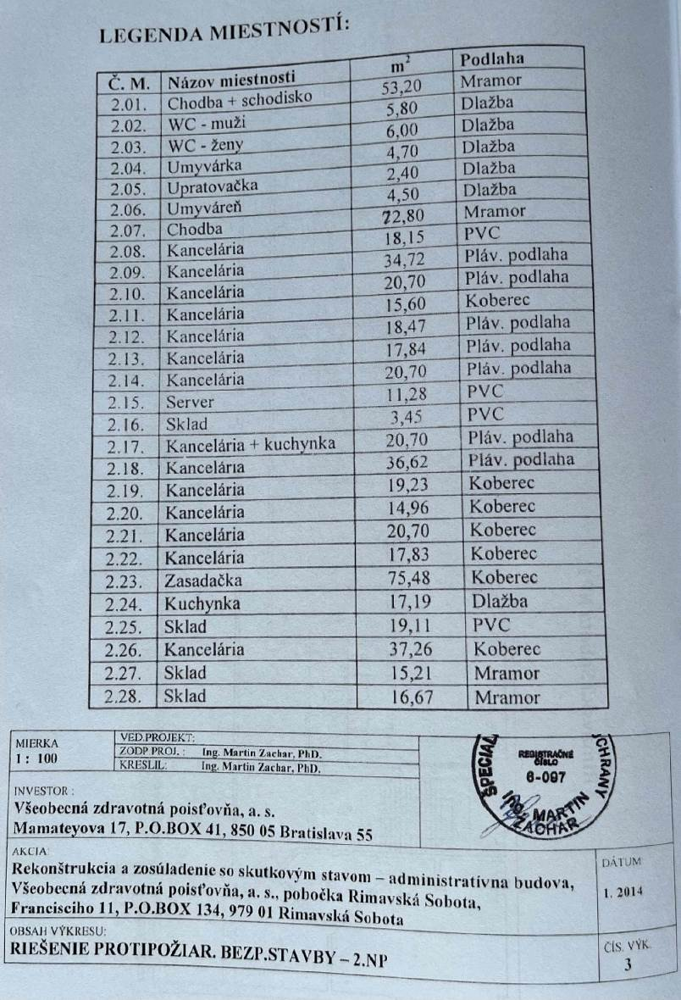 LEGENDA MIESTNOSTÍ:
Č. M. Názov miestnosti m² Podlaha
2.01. Chodba + schodisko 53,20 Mramor
2.02. WC - muži 5,80 Dlažba
2.03. WC - ženy 6,00 Dlažba
2.04. Umyvárka 4,70 Dlažba
2.05. Upratovačka 2,40 Dlažba
2.06. Umyváreň 4,50 Dlažba
2.07. Chodba 72,80 Mramor
2.08. Kancelária 18,15 PVC
2.09. Kancelária 34,72 Pláv. podlaha
2.10. Kancelária 20,70 Pláv. podlaha
2.11. Kancelária 15,60 Koberec
2.12. Kancelária 18,47 Pláv. podlaha
2.13. Kancelária 17,84 Pláv. podlaha
2.14. Kancelária 20,70 Pláv. podlaha
2.15. Server 11,28 PVC
2.16. Sklad 3,45 PVC
2.17. Kancelária + kuchynka 20,70 Pláv. podlaha
2.18. Kancelária 36,62 Pláv. podlaha
2.19. Kancelária 19,23 Koberec
2.20. Kancelária 14,96 Koberec
2.21. Kancelária 20,70 Koberec
2.22. Kancelária 17,83 Koberec
2.23. Zasadačka 75,48 Koberec
2.24. Kuchynka 17,19 Dlažba
2.25. Sklad 19,11 PVC
2.26. Kancelária 37,26 Koberec
2.27. Sklad 15,21 Mramor
2.28. Sklad 16,67 Mramor
MIERKA
1 : 100
VED.PROJEKT:
ZODP.PROJ. : Ing. Martin Zachar, PhD.
KRESLIL: Ing. Martin Zachar, PhD.
ŠPECIAL
REGISTRAČNÉ
ČÍSLO
6-097
CHRANY
Ing. MARTIN
ZACHAR
INVESTOR :
Všeobecná zdravotná poisťovňa, a. s.
Mamateyova 17, P.O.BOX 41, 850 05 Bratislava 55
AKCIA:
Rekonštrukcia a zosúladenie so skutkovým stavom – administratívna budova,
Všeobecná zdravotná poisťovňa, a. s., pobočka Rimavská Sobota,
Francisciho 11, P.O.BOX 134, 979 01 Rimavská Sobota
DÁTUM
1. 2014
OBSAH VÝKRESU:
RIEŠENIE PROTIPOŽIAR. BEZP.STAVBY – 2.NP
ČÍS. VÝK.
3